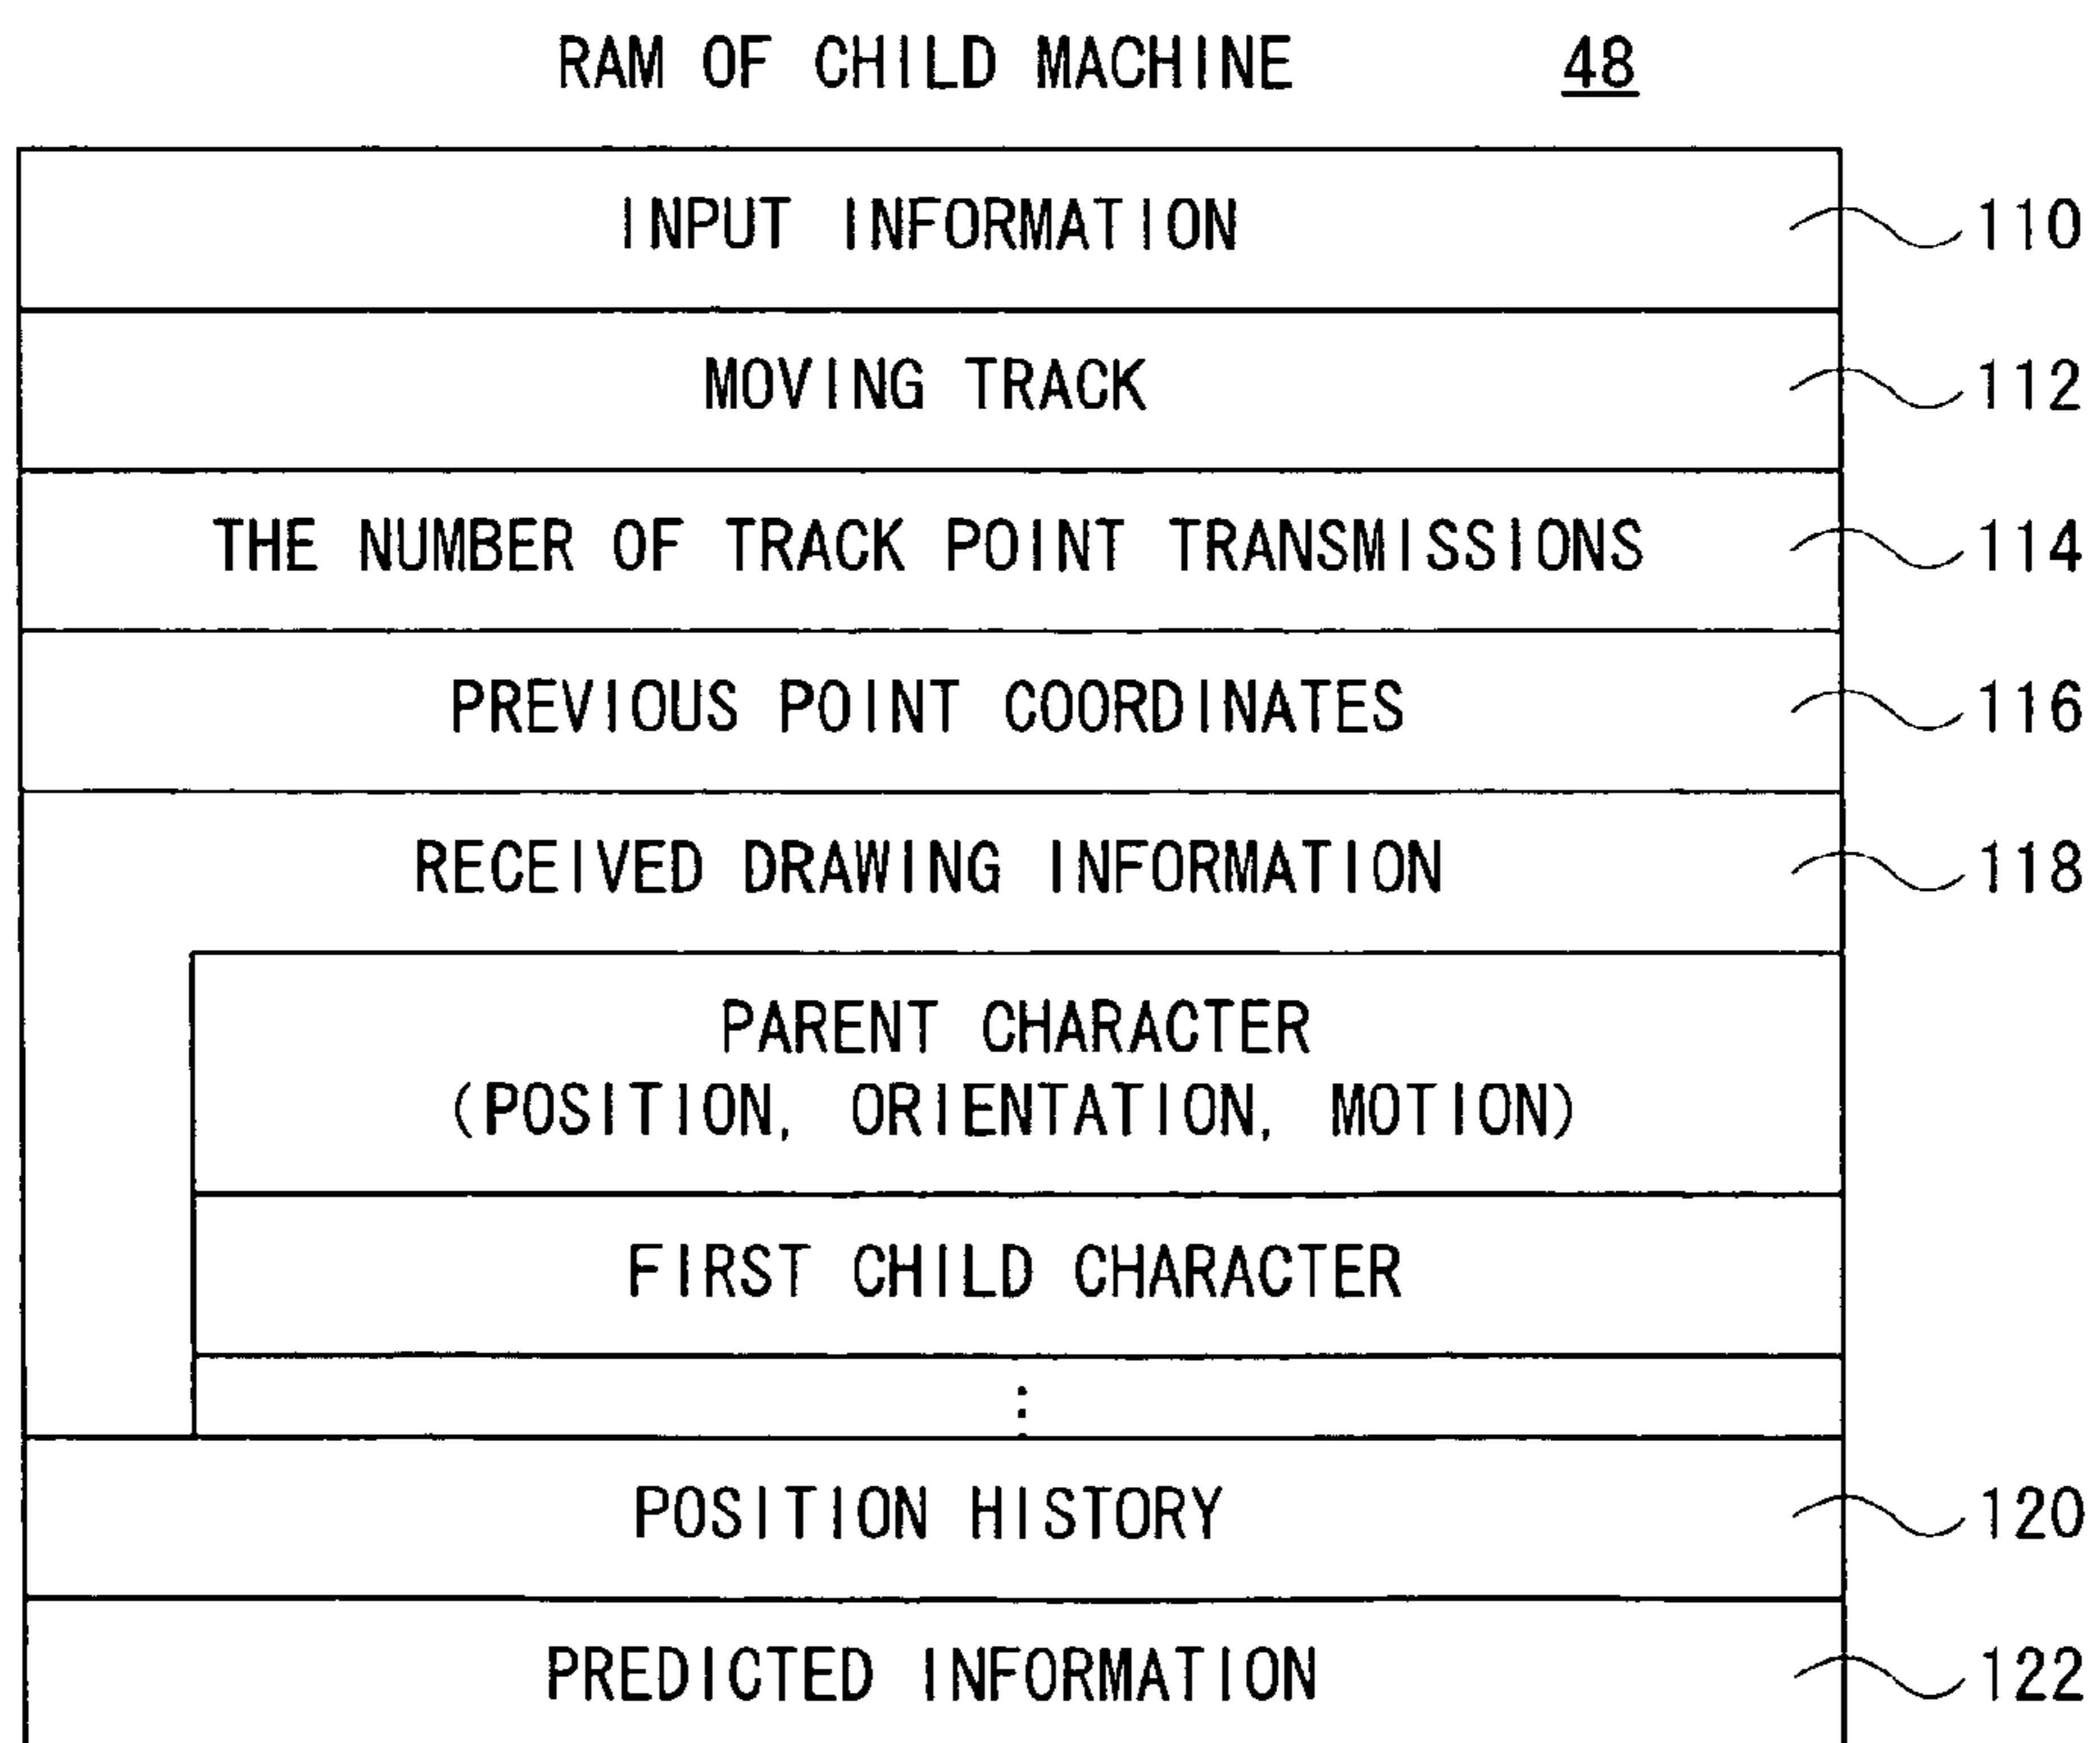 RAM OF CHILD MACHINE 48
INPUT INFORMATION 110
MOVING TRACK 112
THE NUMBER OF TRACK POINT TRANSMISSIONS 114
PREVIOUS POINT COORDINATES 116
RECEIVED DRAWING INFORMATION 118
PARENT CHARACTER
(POSITION, ORIENTATION, MOTION)
FIRST CHILD CHARACTER
:
POSITION HISTORY 120
PREDICTED INFORMATION 122